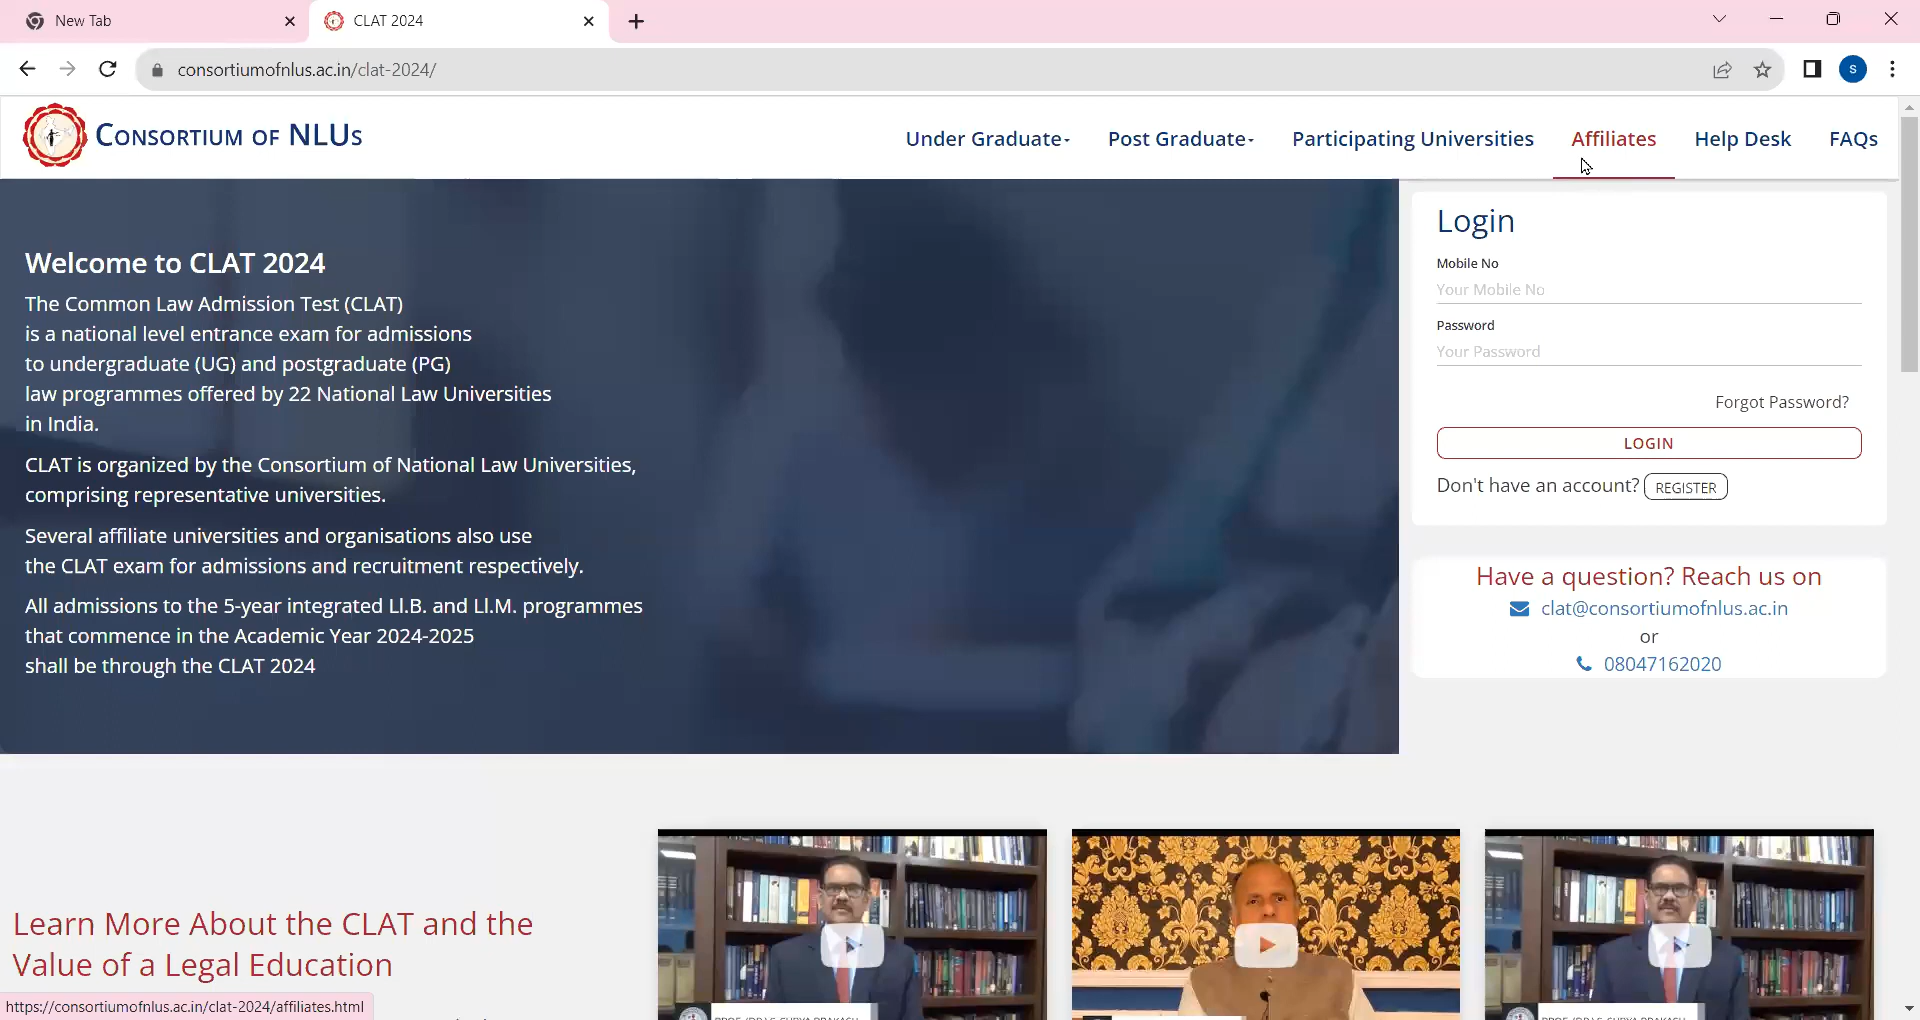 New Tab
CLAT 2024
consortiumofnlus.ac.in/clat-2024/
S
CONSORTIUM OF NLUS
Under Graduate
Post Graduate
Participating Universities
Affiliates
Help Desk
FAQs
Welcome to CLAT 2024
The Common Law Admission Test (CLAT)
is a national level entrance exam for admissions
to undergraduate (UG) and postgraduate (PG)
law programmes offered by 22 National Law Universities
in India.
CLAT is organized by the Consortium of National Law Universities,
comprising representative universities.
Several affiliate universities and organisations also use
the CLAT exam for admissions and recruitment respectively.
All admissions to the 5-year integrated Ll.B. and Ll.M. programmes
that commence in the Academic Year 2024-2025
shall be through the CLAT 2024
Login
Mobile No
Your Mobile No
Password
Your Password
Forgot Password?
LOGIN
Don't have an account? REGISTER
Have a question? Reach us on
clat@consortiumofnlus.ac.in
or
08047162020
Learn More About the CLAT and the
Value of a Legal Education
https://consortiumofnlus.ac.in/clat-2024/affiliates.html